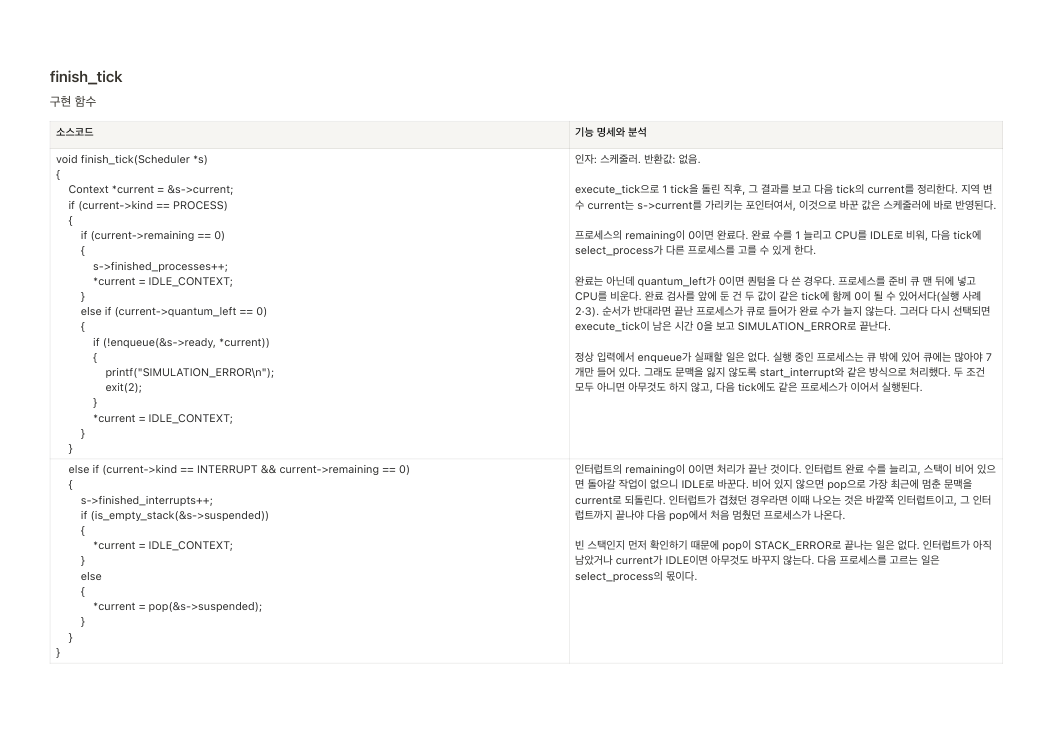 finish_tick
구현 함수
소스코드
기능 명세와 분석
void finish_tick(Scheduler *s)
{
    Context *current = &s->current;
    if (current->kind == PROCESS)
    {
        if (current->remaining == 0)
        {
            s->finished_processes++;
            *current = IDLE_CONTEXT;
        }
        else if (current->quantum_left == 0)
        {
            if (!enqueue(&s->ready, *current))
            {
                printf("SIMULATION_ERROR\n");
                exit(2);
            }
            *current = IDLE_CONTEXT;
        }
    }
인자: 스케줄러. 반환값: 없음.
execute_tick으로 1 tick을 돌린 직후, 그 결과를 보고 다음 tick의 current를 정리한다. 지역 변
수 current는 s->current를 가리키는 포인터여서, 이것으로 바꾼 값은 스케줄러에 바로 반영된다.
프로세스의 remaining이 0이면 완료다. 완료 수를 1 늘리고 CPU를 IDLE로 비워, 다음 tick에
select_process가 다른 프로세스를 고를 수 있게 한다.
완료는 아닌데 quantum_left가 0이면 퀀텀을 다 쓴 경우다. 프로세스를 준비 큐 맨 뒤에 넣고
CPU를 비운다. 완료 검사를 앞에 둔 건 두 값이 같은 tick에 함께 0이 될 수 있어서다(실행 사례
2·3). 순서가 반대라면 끝난 프로세스가 큐로 들어가 완료 수가 늘지 않는다. 그러다 다시 선택되면
execute_tick이 남은 시간 0을 보고 SIMULATION_ERROR로 끝난다.
정상 입력에서 enqueue가 실패할 일은 없다. 실행 중인 프로세스는 큐 밖에 있어 큐에는 많아야 7
개만 들어 있다. 그래도 문맥을 잃지 않도록 start_interrupt와 같은 방식으로 처리했다. 두 조건
모두 아니면 아무것도 하지 않고, 다음 tick에도 같은 프로세스가 이어서 실행된다.
    else if (current->kind == INTERRUPT && current->remaining == 0)
    {
        s->finished_interrupts++;
        if (is_empty_stack(&s->suspended))
        {
            *current = IDLE_CONTEXT;
        }
        else
        {
            *current = pop(&s->suspended);
        }
    }
}
인터럽트의 remaining이 0이면 처리가 끝난 것이다. 인터럽트 완료 수를 늘리고, 스택이 비어 있으
면 돌아갈 작업이 없으니 IDLE로 바꾼다. 비어 있지 않으면 pop으로 가장 최근에 멈춘 문맥을
current로 되돌린다. 인터럽트가 겹쳤던 경우라면 이때 나오는 것은 바깥쪽 인터럽트이고, 그 인터
럽트까지 끝나야 다음 pop에서 처음 멈췄던 프로세스가 나온다.
빈 스택인지 먼저 확인하기 때문에 pop이 STACK_ERROR로 끝나는 일은 없다. 인터럽트가 아직
남았거나 current가 IDLE이면 아무것도 바꾸지 않는다. 다음 프로세스를 고르는 일은
select_process의 몫이다.